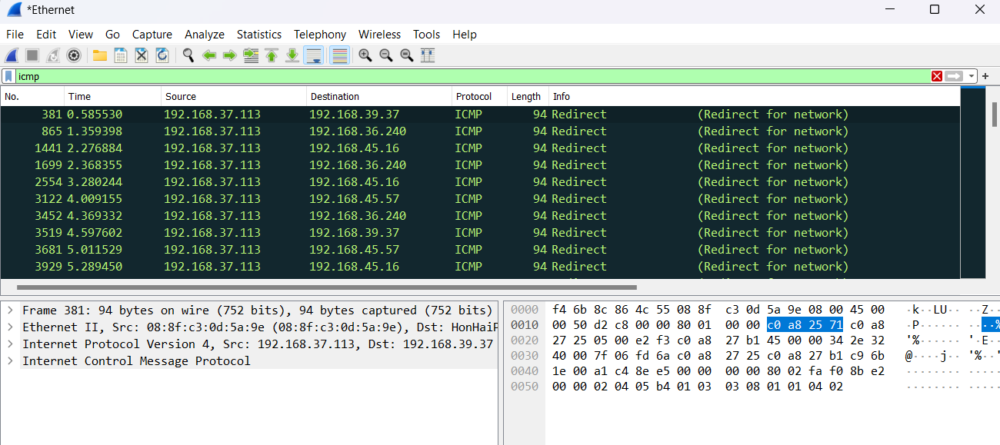 *Ethernet
File Edit View Go Capture Analyze Statistics Telephony Wireless Tools Help
icmp
No. Time Source Destination Protocol Length Info
381 0.585530 192.168.37.113 192.168.39.37 ICMP 94 Redirect (Redirect for network)
865 1.359398 192.168.37.113 192.168.36.240 ICMP 94 Redirect (Redirect for network)
1441 2.276884 192.168.37.113 192.168.45.16 ICMP 94 Redirect (Redirect for network)
1699 2.368355 192.168.37.113 192.168.36.240 ICMP 94 Redirect (Redirect for network)
2554 3.280244 192.168.37.113 192.168.45.16 ICMP 94 Redirect (Redirect for network)
3122 4.009155 192.168.37.113 192.168.45.57 ICMP 94 Redirect (Redirect for network)
3452 4.369332 192.168.37.113 192.168.36.240 ICMP 94 Redirect (Redirect for network)
3519 4.597602 192.168.37.113 192.168.39.37 ICMP 94 Redirect (Redirect for network)
3681 5.011529 192.168.37.113 192.168.45.57 ICMP 94 Redirect (Redirect for network)
3929 5.289450 192.168.37.113 192.168.45.16 ICMP 94 Redirect (Redirect for network)
Frame 381: 94 bytes on wire (752 bits), 94 bytes captured (752 bits)
Ethernet II, Src: 08:8f:c3:0d:5a:9e (08:8f:c3:0d:5a:9e), Dst: HonHaiP
Internet Protocol Version 4, Src: 192.168.37.113, Dst: 192.168.39.37
Internet Control Message Protocol
0000 f4 6b 8c 86 4c 55 08 8f c3 0d 5a 9e 08 00 45 00 ·k··LU·· ··Z·
0010 00 50 d2 c8 00 00 80 01 00 00 c0 a8 25 71 c0 a8 ·P······ ····%
0020 27 25 05 00 e2 f3 c0 a8 27 b1 45 00 00 34 2e 32 '%······ '·E·
0030 40 00 7f 06 fd 6a c0 a8 27 25 c0 a8 27 b1 c9 6b @····j·· '%··'
0040 1e 00 a1 c4 8e e5 00 00 00 00 80 02 fa f0 8b e2 ········ ·····
0050 00 00 02 04 05 b4 01 03 03 08 01 01 04 02 ········ ·····